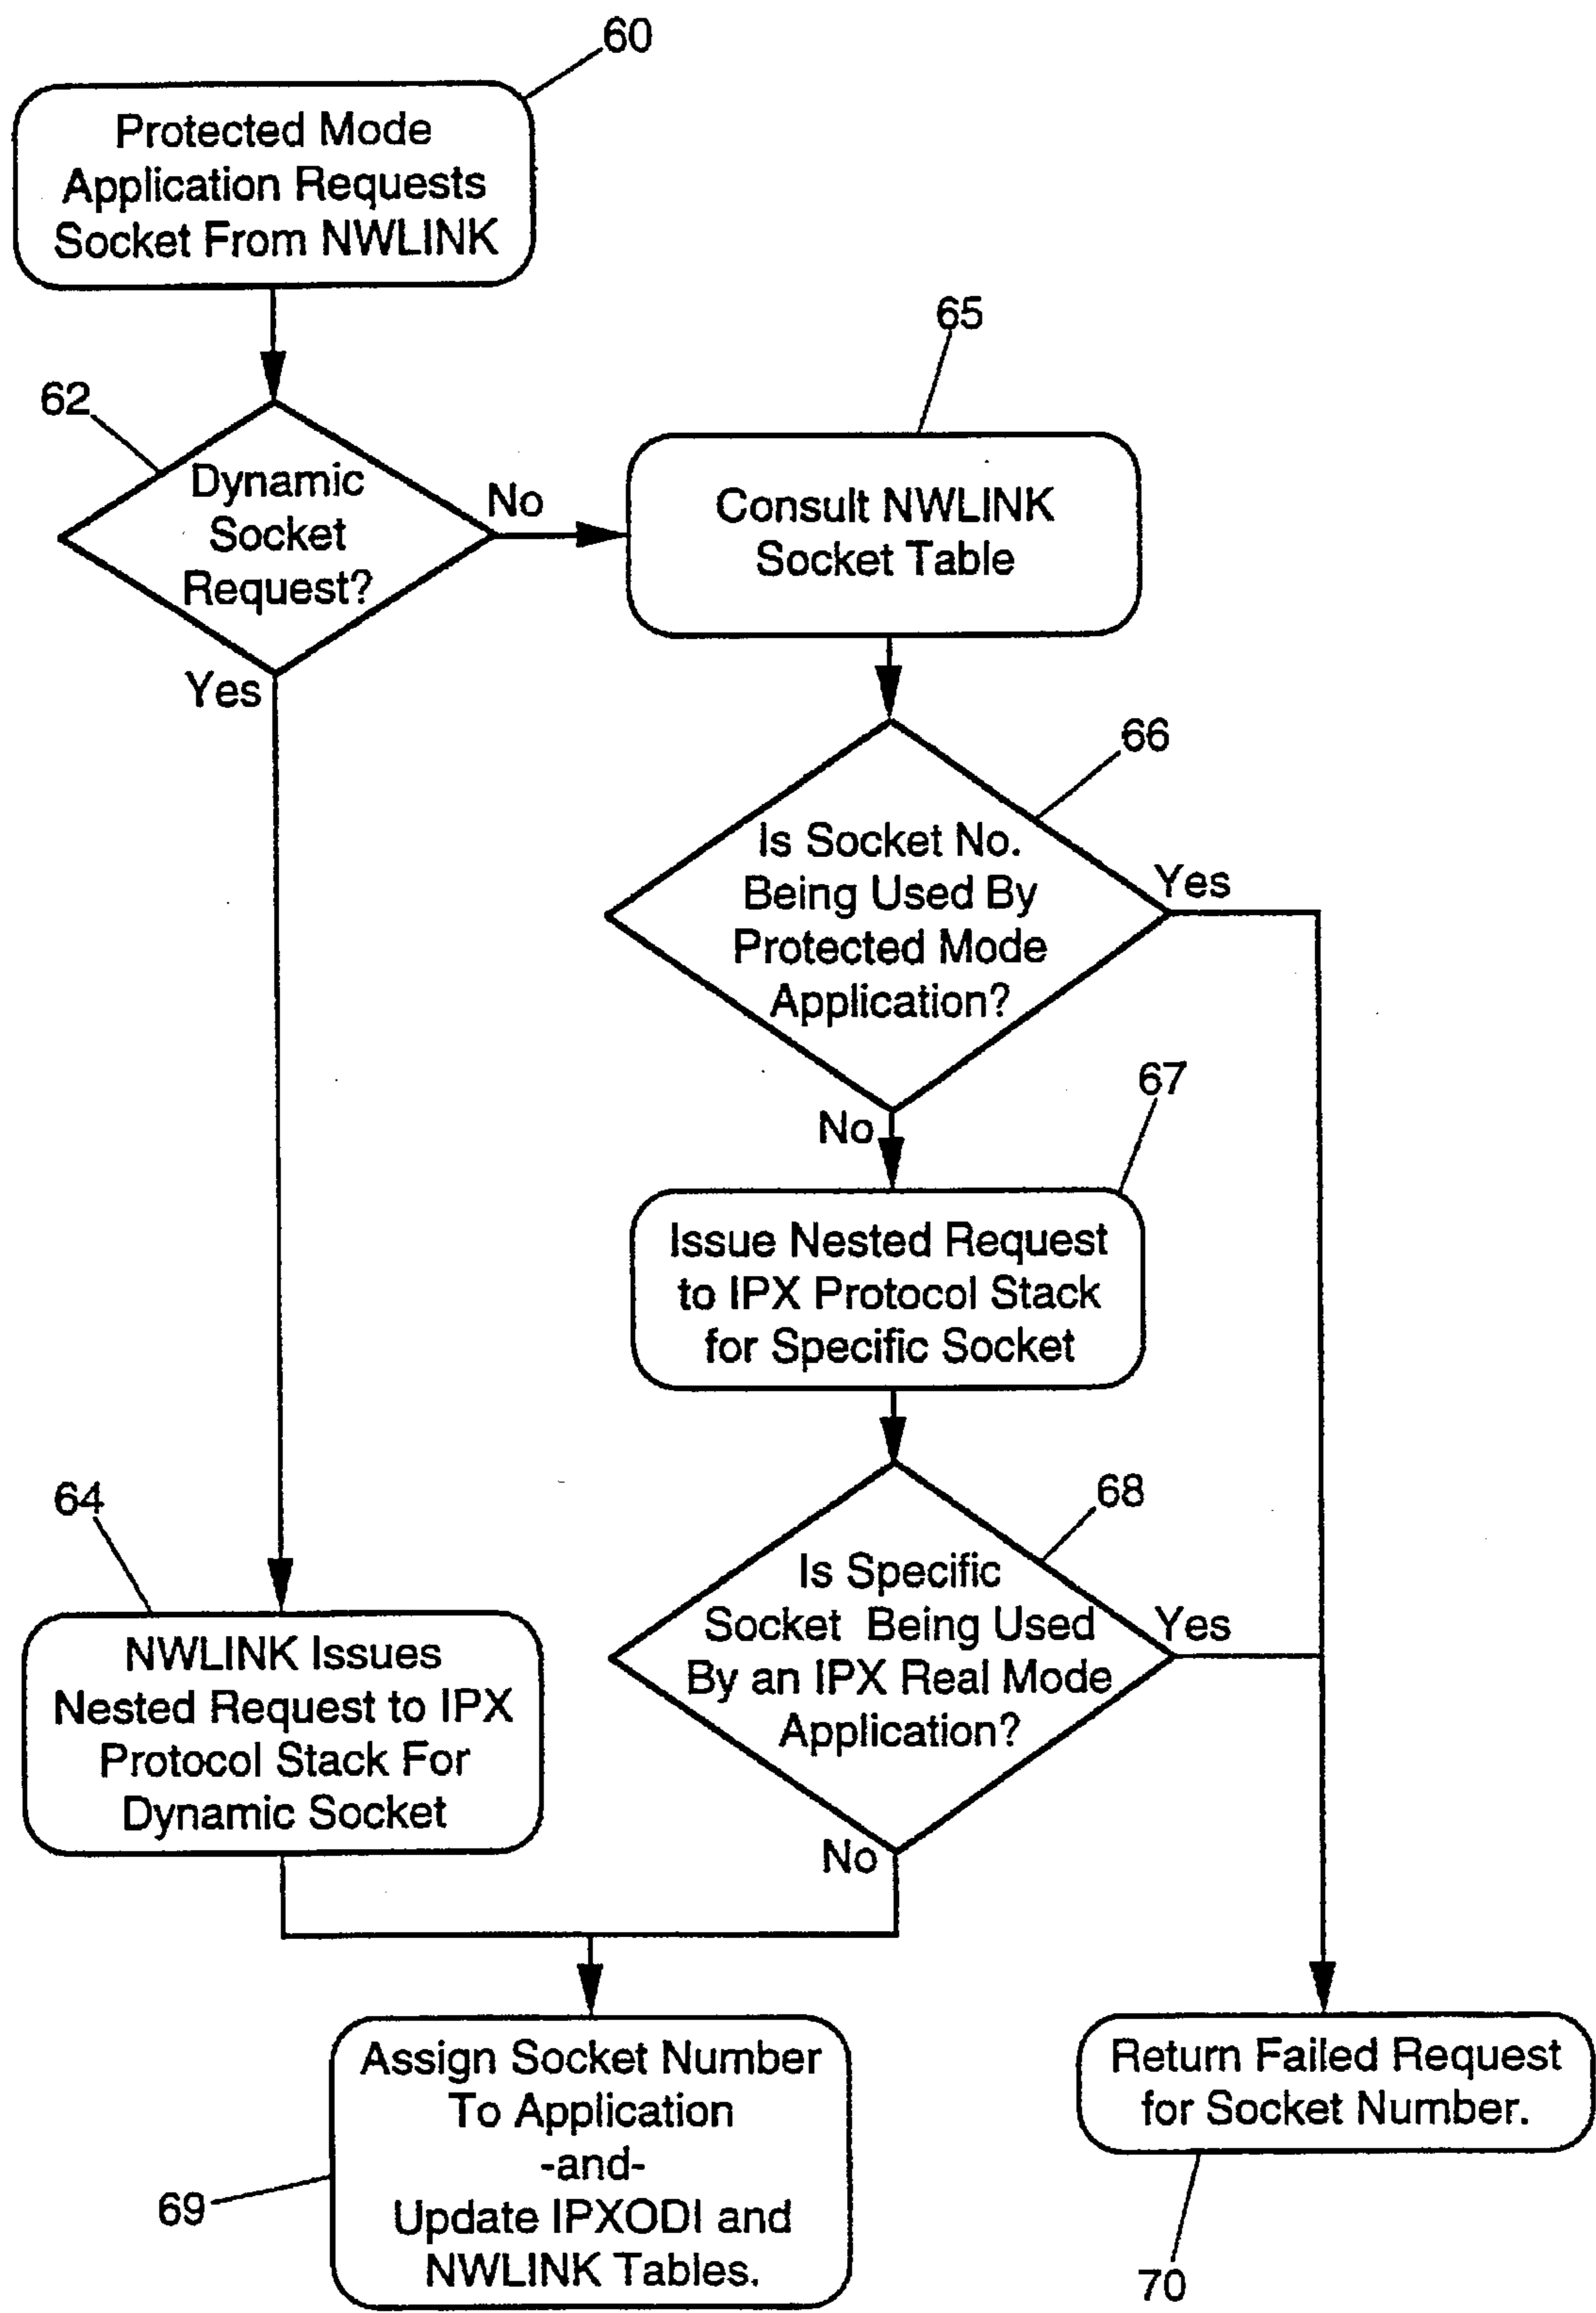 60
Protected Mode
Application Requests
Socket From NWLINK
65
62
Dynamic
Socket
Request?
No
Yes
Consult NWLINK
Socket Table
66
Is Socket No.
Being Used By
Protected Mode
Application?
Yes
No
67
Issue Nested Request
to IPX Protocol Stack
for Specific Socket
64
NWLINK Issues
Nested Request to IPX
Protocol Stack For
Dynamic Socket
68
Is Specific
Socket Being Used
By an IPX Real Mode
Application?
Yes
No
Assign Socket Number
To Application
-and-
Update IPXODI and
NWLINK Tables.
69
Return Failed Request
for Socket Number.
70